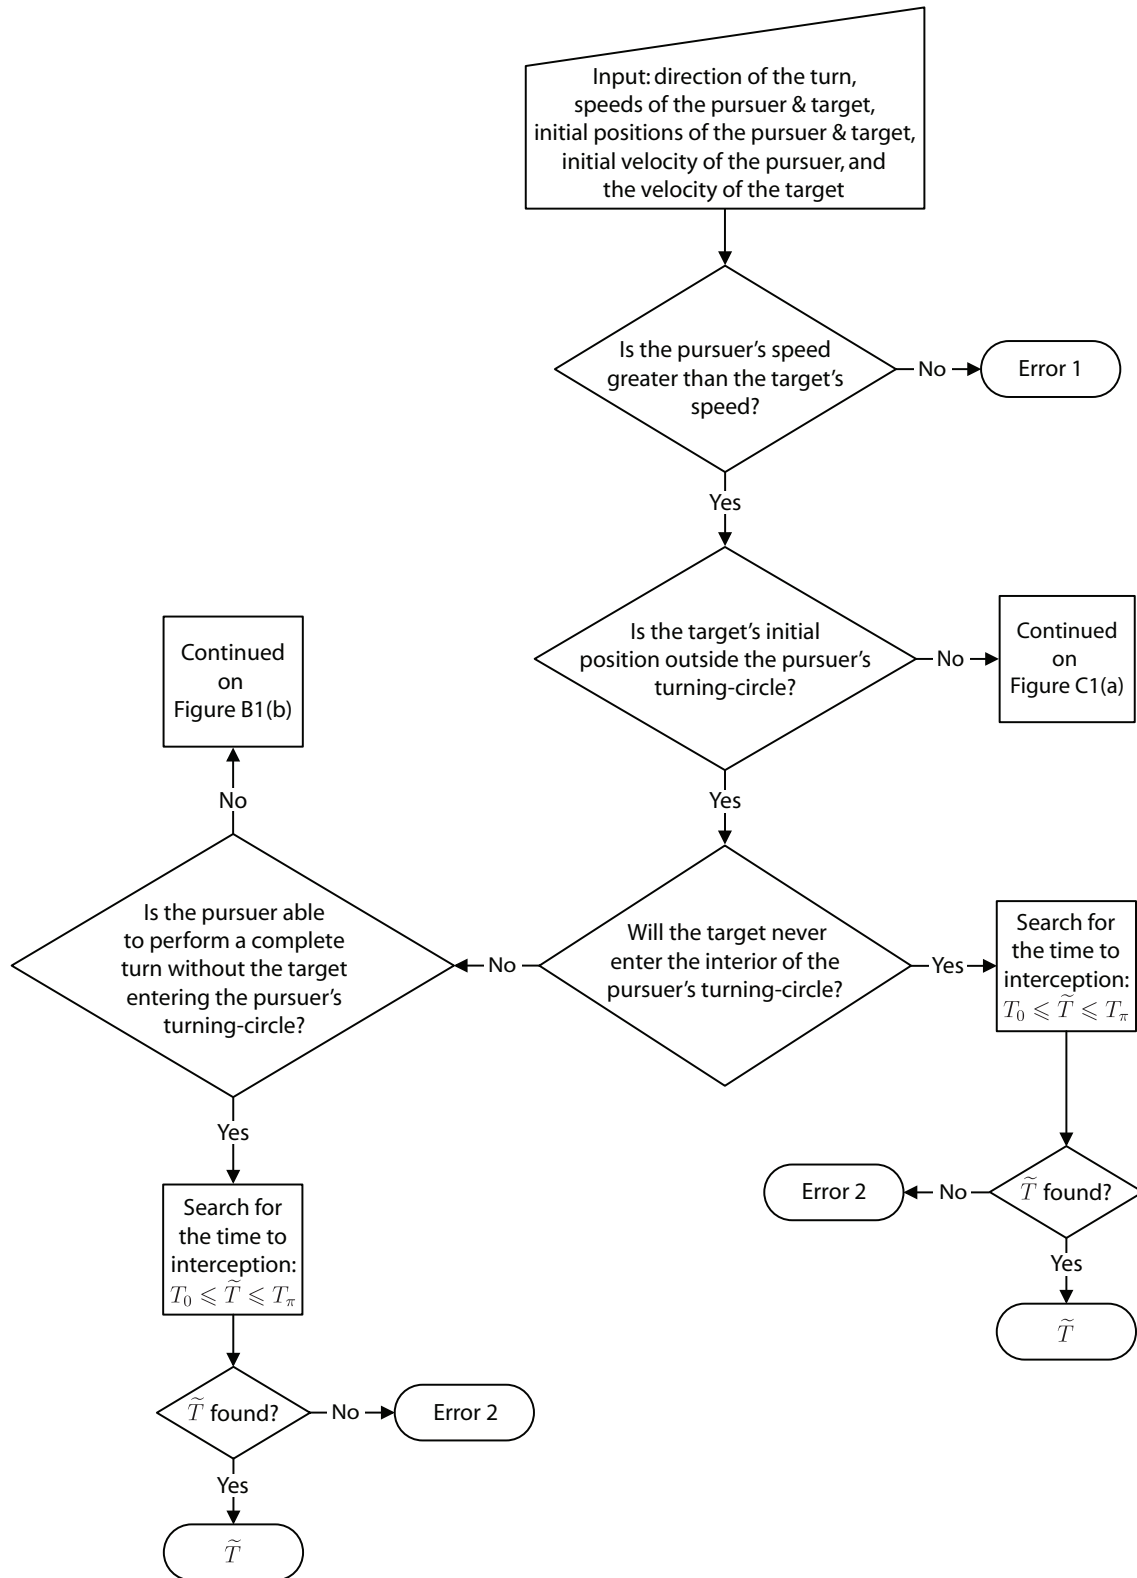 Input: direction of the turn,
speeds of the pursuer & target,
initial positions of the pursuer & target,
initial velocity of the pursuer, and
the velocity of the target
Is the pursuer’s speed
greater than the target’s
speed?
No
Error 1
Yes
Is the target’s initial
position outside the pursuer’s
turning-circle?
No
Continued
on
Figure C1(a)
Yes
Will the target never
enter the interior of the
pursuer’s turning-circle?
Yes
Search for
the time to
interception:
T₀ ⩽ T̃ ⩽ T_π
T̃ found?
No
Error 2
Yes
T̃
No
Is the pursuer able
to perform a complete
turn without the target
entering the pursuer’s
turning-circle?
No
Continued
on
Figure B1(b)
Yes
Search for
the time to
interception:
T₀ ⩽ T̃ ⩽ T_π
T̃ found?
No
Error 2
Yes
T̃